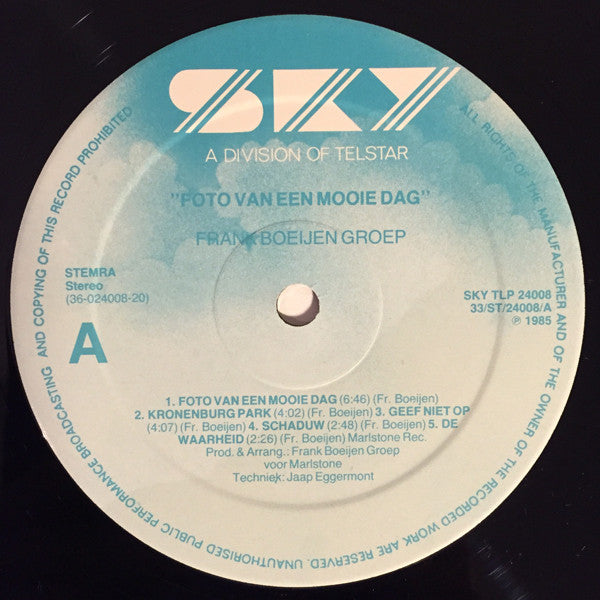 SKY
A DIVISION OF TELSTAR
"FOTO VAN EEN MOOIE DAG"
FRANK BOEIJEN GROEP
STEMRA
Stereo
(36-024008-20)
SKY TLP 24008
33/ST/24008/A
℗ 1985
A
1. FOTO VAN EEN MOOIE DAG (6:46) (Fr. Boeijen)
2. KRONENBURG PARK (4:02) (Fr. Boeijen) 3. GEEF NIET OP
(4:07) (Fr. Boeijen) 4. SCHADUW (2:48) (Fr. Boeijen) 5. DE
WAARHEID (2:26) (Fr. Boeijen) Marlstone Rec.
Prod. & Arrang.: Frank Boeijen Groep
voor Marlstone
Techniek: Jaap Eggermont
ALL RIGHTS OF THE MANUFACTURER AND OF THE OWNER OF THE RECORDED WORK ARE RESERVED. UNAUTHORISED PUBLIC PERFORMANCE BROADCASTING AND COPYING OF THIS RECORD PROHIBITED